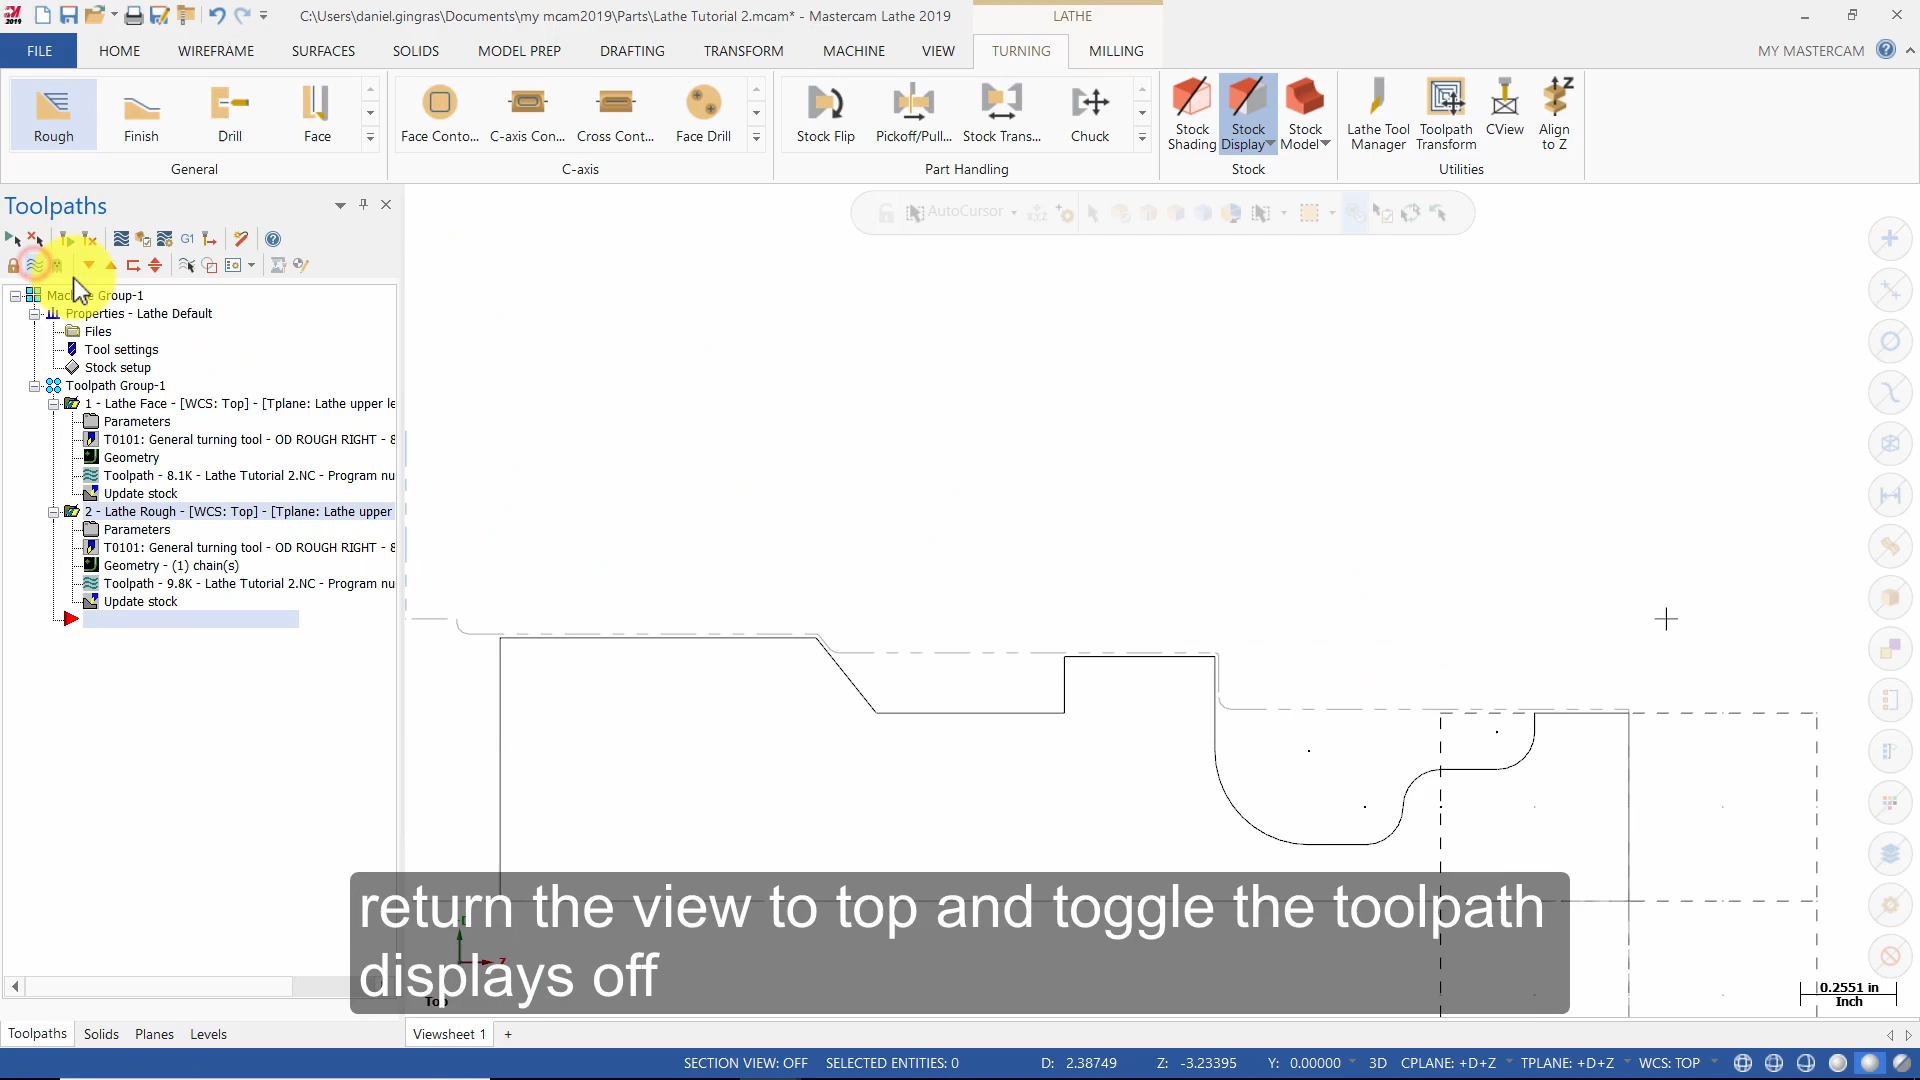 C:\Users\daniel.gingras\Documents\my mcam2019\Parts\Lathe Tutorial 2.mcam* - Mastercam Lathe 2019
LATHE
FILE HOME WIREFRAME SURFACES SOLIDS MODEL PREP DRAFTING TRANSFORM MACHINE VIEW TURNING MILLING MY MASTERCAM
Rough Finish Drill Face
Face Conto... C-axis Con... Cross Cont... Face Drill
Stock Flip Pickoff/Pull... Stock Trans... Chuck
Stock Shading Stock Display Stock Model
Lathe Tool Manager Toolpath Transform CView Align to Z
General C-axis Part Handling Stock Utilities
Toolpaths
AutoCursor
G1
Group-1
Properties - Lathe Default
Files
Tool settings
Stock setup
Toolpath Group-1
1 - Lathe Face - [WCS: Top] - [Tplane: Lathe upper le
Parameters
T0101: General turning tool - OD ROUGH RIGHT - 8
Geometry
Toolpath - 8.1K - Lathe Tutorial 2.NC - Program nu
Update stock
2 - Lathe Rough - [WCS: Top] - [Tplane: Lathe upper
Parameters
T0101: General turning tool - OD ROUGH RIGHT - 8
Geometry - (1) chain(s)
Toolpath - 9.8K - Lathe Tutorial 2.NC - Program nu
Update stock
return the view to top and toggle the toolpath
displays off
Top
0.2551 in
Inch
Toolpaths Solids Planes Levels
Viewsheet 1 +
SECTION VIEW: OFF SELECTED ENTITIES: 0 D: 2.38749 Z: -3.23395 Y: 0.00000 3D CPLANE: +D+Z TPLANE: +D+Z WCS: TOP